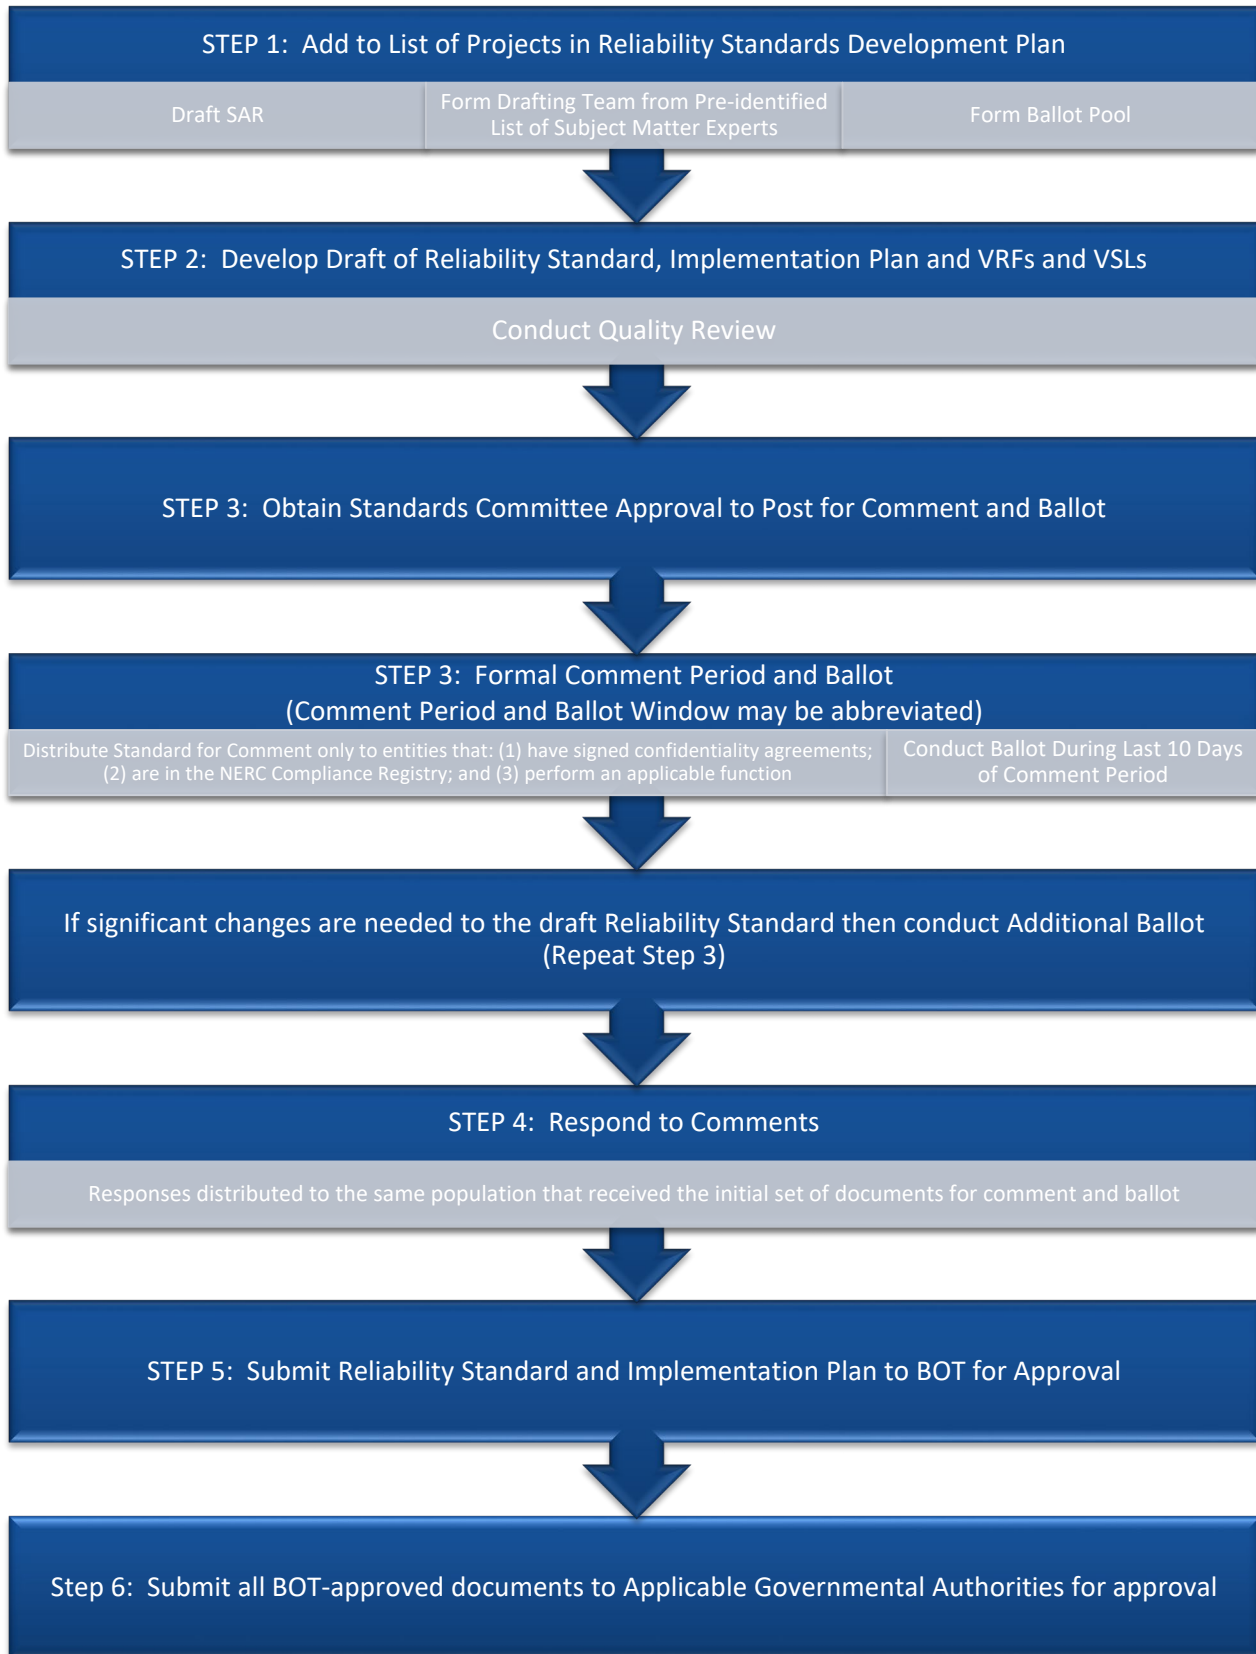 STEP 1: Add to List of Projects in Reliability Standards Development Plan
Draft SAR
Form Drafting Team from Pre-identified
List of Subject Matter Experts
Form Ballot Pool
STEP 2: Develop Draft of Reliability Standard, Implementation Plan and VRFs and VSLs
Conduct Quality Review
STEP 3: Obtain Standards Committee Approval to Post for Comment and Ballot
STEP 3: Formal Comment Period and Ballot
(Comment Period and Ballot Window may be abbreviated)
Distribute Standard for Comment only to entities that: (1) have signed confidentiality agreements;
(2) are in the NERC Compliance Registry; and (3) perform an applicable function
Conduct Ballot During Last 10 Days
of Comment Period
If significant changes are needed to the draft Reliability Standard then conduct Additional Ballot
(Repeat Step 3)
STEP 4: Respond to Comments
Responses distributed to the same population that received the initial set of documents for comment and ballot
STEP 5: Submit Reliability Standard and Implementation Plan to BOT for Approval
Step 6: Submit all BOT-approved documents to Applicable Governmental Authorities for approval